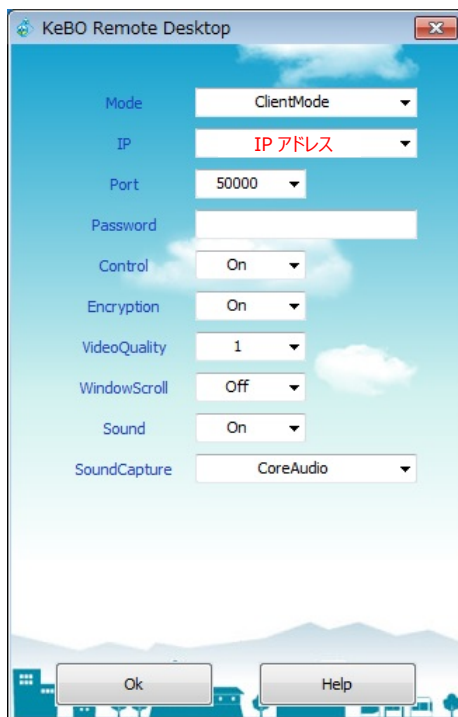 KeBO Remote Desktop
Mode ClientMode
IP IP アドレス
Port 50000
Password
Control On
Encryption On
VideoQuality 1
WindowScroll Off
Sound On
SoundCapture CoreAudio
Ok Help